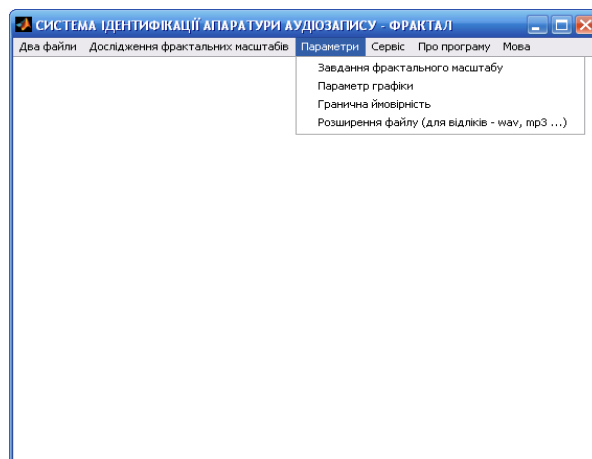 СИСТЕМА ІДЕНТИФІКАЦІЇ АПАРАТУРИ АУДІОЗАПИСУ - ФРАКТАЛ
Два файли Дослідження фрактальних масштабів Параметри Сервіс Про програму Мова
Завдання фрактального масштабу
Параметр графіки
Гранична ймовірність
Розширення файлу (для відліків - wav, mp3 ...)